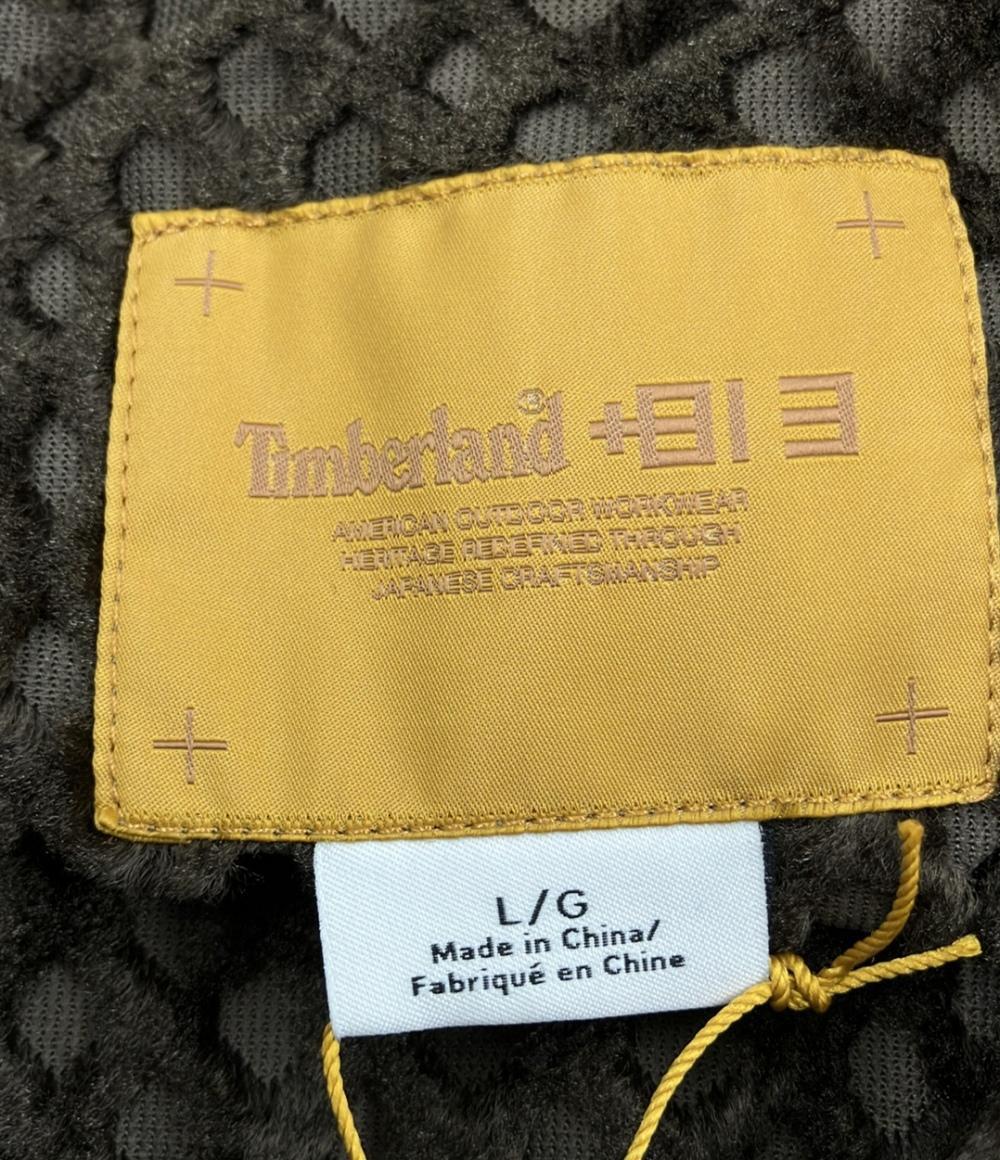 Timberland® +81 3
AMERICAN OUTDOOR WORKWEAR
HERITAGE REDEFINED THROUGH
JAPANESE CRAFTSMANSHIP
L/G
Made in China/
Fabriqué en Chine